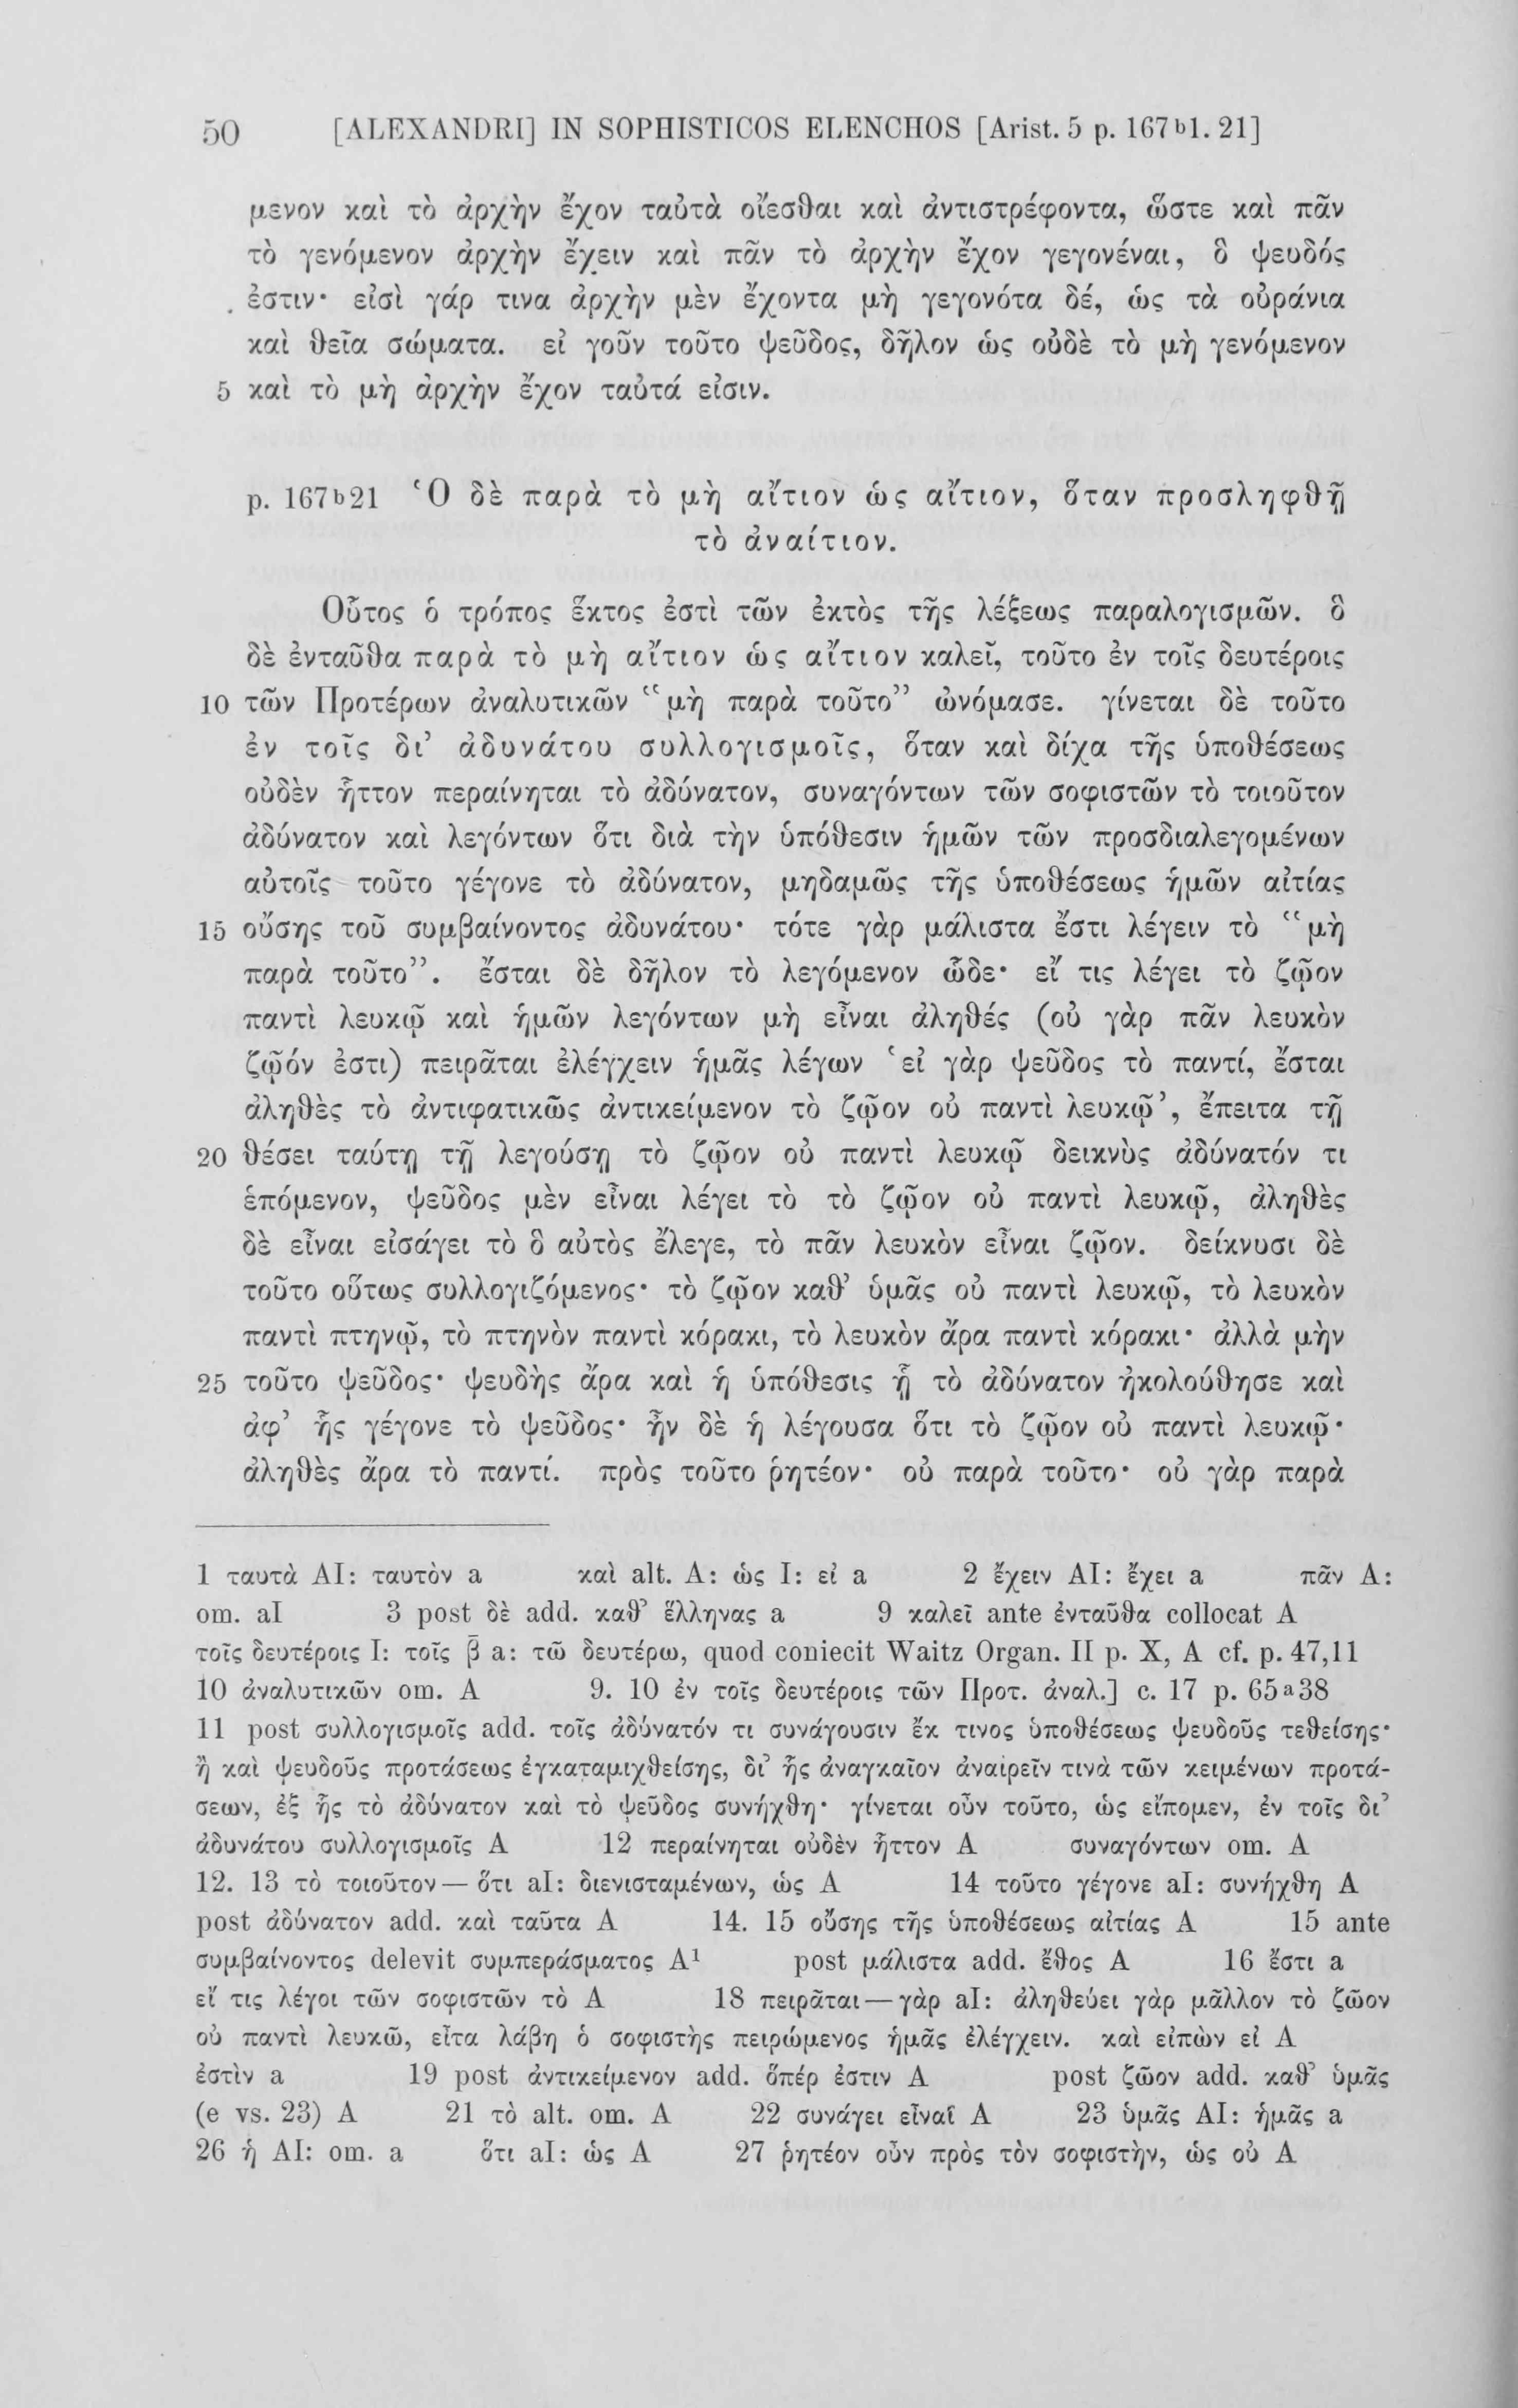 50 [ALEXANDRI] IN SOPHISTICOS ELENCHOS [Arist. 5 p. 167b1. 21]
μενον καὶ τὸ ἀρχὴν ἔχον ταὐτὰ οἴεσθαι καὶ ἀντιστρέφοντα, ὥστε καὶ πᾶν
τὸ γενόμενον ἀρχὴν ἔχειν καὶ πᾶν τὸ ἀρχὴν ἔχον γεγονέναι, ὃ ψευδός
ἐστιν· εἰσὶ γάρ τινα ἀρχὴν μὲν ἔχοντα μὴ γεγονότα δέ, ὡς τὰ οὐράνια
καὶ θεῖα σώματα. εἰ γοῦν τοῦτο ψεῦδος, δῆλον ὡς οὐδὲ τὸ μὴ γενόμενον
5 καὶ τὸ μὴ ἀρχὴν ἔχον ταὐτά εἰσιν.
p. 167b21 Ὁ δὲ παρὰ τὸ μὴ αἴτιον ὡς αἴτιον, ὅταν προσληφθῇ
τὸ ἀναίτιον.
Οὗτος ὁ τρόπος ἕκτος ἐστὶ τῶν ἐκτὸς τῆς λέξεως παραλογισμῶν. ὃ
δὲ ἐνταῦθα παρὰ τὸ μὴ αἴτιον ὡς αἴτιον καλεῖ, τοῦτο ἐν τοῖς δευτέροις
10 τῶν Προτέρων ἀναλυτικῶν “μὴ παρὰ τοῦτο” ὠνόμασε. γίνεται δὲ τοῦτο
ἐν τοῖς δι’ ἀδυνάτου συλλογισμοῖς, ὅταν καὶ δίχα τῆς ὑποθέσεως
οὐδὲν ἧττον περαίνηται τὸ ἀδύνατον, συναγόντων τῶν σοφιστῶν τὸ τοιοῦτον
ἀδύνατον καὶ λεγόντων ὅτι διὰ τὴν ὑπόθεσιν ἡμῶν τῶν προσδιαλεγομένων
αὐτοῖς τοῦτο γέγονε τὸ ἀδύνατον, μηδαμῶς τῆς ὑποθέσεως ἡμῶν αἰτίας
15 οὔσης τοῦ συμβαίνοντος ἀδυνάτου· τότε γὰρ μάλιστα ἔστι λέγειν τὸ “μὴ
παρὰ τοῦτο”. ἔσται δὲ δῆλον τὸ λεγόμενον ὧδε· εἴ τις λέγει τὸ ζῷον
παντὶ λευκῷ καὶ ἡμῶν λεγόντων μὴ εἶναι ἀληθές (οὐ γὰρ πᾶν λευκὸν
ζῷόν ἐστι) πειρᾶται ἐλέγχειν ἡμᾶς λέγων ‘εἰ γὰρ ψεῦδος τὸ παντί, ἔσται
ἀληθὲς τὸ ἀντιφατικῶς ἀντικείμενον τὸ ζῷον οὐ παντὶ λευκῷ’, ἔπειτα τῇ
20 θέσει ταύτῃ τῇ λεγούσῃ τὸ ζῷον οὐ παντὶ λευκῷ δεικνὺς ἀδύνατόν τι
ἑπόμενον, ψεῦδος μὲν εἶναι λέγει τὸ τὸ ζῷον οὐ παντὶ λευκῷ, ἀληθὲς
δὲ εἶναι εἰσάγει τὸ ὃ αὐτὸς ἔλεγε, τὸ πᾶν λευκὸν εἶναι ζῷον. δείκνυσι δὲ
τοῦτο οὕτως συλλογιζόμενος· τὸ ζῷον καθ’ ὑμᾶς οὐ παντὶ λευκῷ, τὸ λευκὸν
παντὶ πτηνῷ, τὸ πτηνὸν παντὶ κόρακι, τὸ λευκὸν ἄρα παντὶ κόρακι· ἀλλὰ μὴν
25 τοῦτο ψεῦδος· ψευδὴς ἄρα καὶ ἡ ὑπόθεσις ᾗ τὸ ἀδύνατον ἠκολούθησε καὶ
ἀφ’ ἧς γέγονε τὸ ψεῦδος· ἦν δὲ ἡ λέγουσα ὅτι τὸ ζῷον οὐ παντὶ λευκῷ·
ἀληθὲς ἄρα τὸ παντί. πρὸς τοῦτο ῥητέον· οὐ παρὰ τοῦτο· οὐ γὰρ παρὰ
1 ταυτὰ AI: ταυτὸν a καὶ alt. A: ὡς I: εἰ a 2 ἔχειν AI: ἔχει a πᾶν A:
om. aI 3 post δὲ add. καθ’ ἕλληνας a 9 καλεῖ ante ἐνταῦθα collocat A
τοῖς δευτέροις I: τοῖς β̄ a: τῶ δευτέρω, quod coniecit Waitz Organ. II p. X, A cf. p. 47,11
10 ἀναλυτικῶν om. A 9. 10 ἐν τοῖς δευτέροις τῶν Προτ. ἀναλ.] c. 17 p. 65a38
11 post συλλογισμοῖς add. τοῖς ἀδύνατόν τι συνάγουσιν ἔκ τινος ὑποθέσεως ψευδοῦς τεθείσης·
ἢ καὶ ψευδοῦς προτάσεως ἐγκαταμιχθείσης, δι’ ἧς ἀναγκαῖον ἀναιρεῖν τινὰ τῶν κειμένων προτά-
σεων, ἐξ ἧς τὸ ἀδύνατον καὶ τὸ ψεῦδος συνήχθη· γίνεται οὖν τοῦτο, ὡς εἴπομεν, ἐν τοῖς δι’
ἀδυνάτου συλλογισμοῖς A 12 περαίνηται οὐδὲν ἧττον A συναγόντων om. A
12. 13 τὸ τοιοῦτον — ὅτι aI: διενισταμένων, ὡς A 14 τοῦτο γέγονε aI: συνήχθη A
post ἀδύνατον add. καὶ ταῦτα A 14. 15 οὔσης τῆς ὑποθέσεως αἰτίας A 15 ante
συμβαίνοντος delevit συμπεράσματος A¹ post μάλιστα add. ἔθος A 16 ἔστι a
εἴ τις λέγοι τῶν σοφιστῶν τὸ A 18 πειρᾶται — γὰρ aI: ἀληθεύει γὰρ μᾶλλον τὸ ζῶον
οὐ παντὶ λευκῶ, εἶτα λάβη ὁ σοφιστὴς πειρώμενος ἡμᾶς ἐλέγχειν. καὶ εἰπὼν εἰ A
ἐστὶν a 19 post ἀντικείμενον add. ὅπέρ ἐστιν A post ζῶον add. καθ’ ὑμᾶς
(e vs. 23) A 21 τὸ alt. om. A 22 συνάγει εἶναι A 23 ὑμᾶς AI: ἡμᾶς a
26 ἡ AI: om. a ὅτι aI: ὡς A 27 ῥητέον οὖν πρὸς τὸν σοφιστὴν, ὡς οὐ A